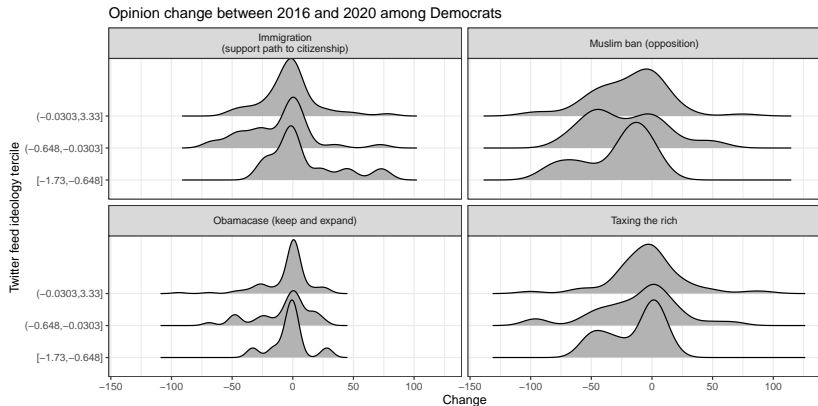 Opinion change between 2016 and 2020 among Democrats
Immigration
(support path to citizenship)
Muslim ban (opposition)
(−0.0303,3.33]
(−0.648,−0.0303]
[−1.73,−0.648]
Obamacase (keep and expand)
Taxing the rich
(−0.0303,3.33]
(−0.648,−0.0303]
[−1.73,−0.648]
Twitter feed ideology tercile
−150 −100 −50 0 50 100 −150 −100 −50 0 50 100
Change